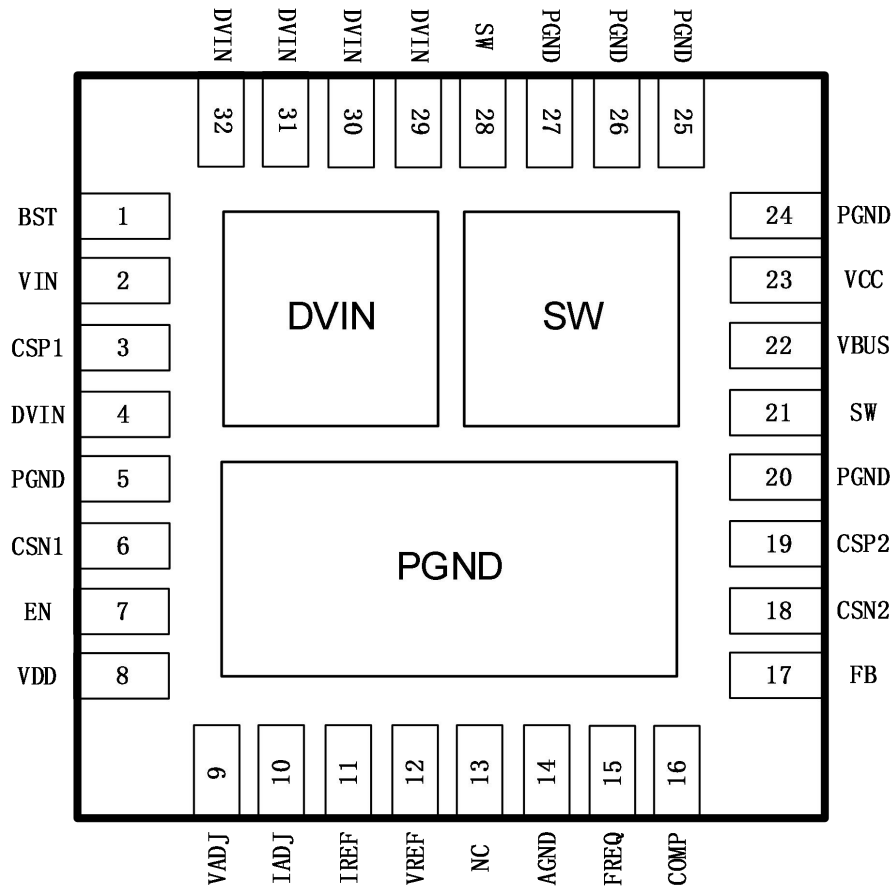 DVIN DVIN DVIN DVIN SW PGND PGND PGND
32 31 30 29 28 27 26 25
BST 1 24 PGND
VIN 2 23 VCC
CSP1 3 22 VBUS
DVIN SW
DVIN 4 21 SW
PGND 5 20 PGND
CSN1 6 19 CSP2
PGND
EN 7 18 CSN2
VDD 8 17 FB
9 10 11 12 13 14 15 16
VADJ IADJ IREF VREF NC AGND FREQ COMP